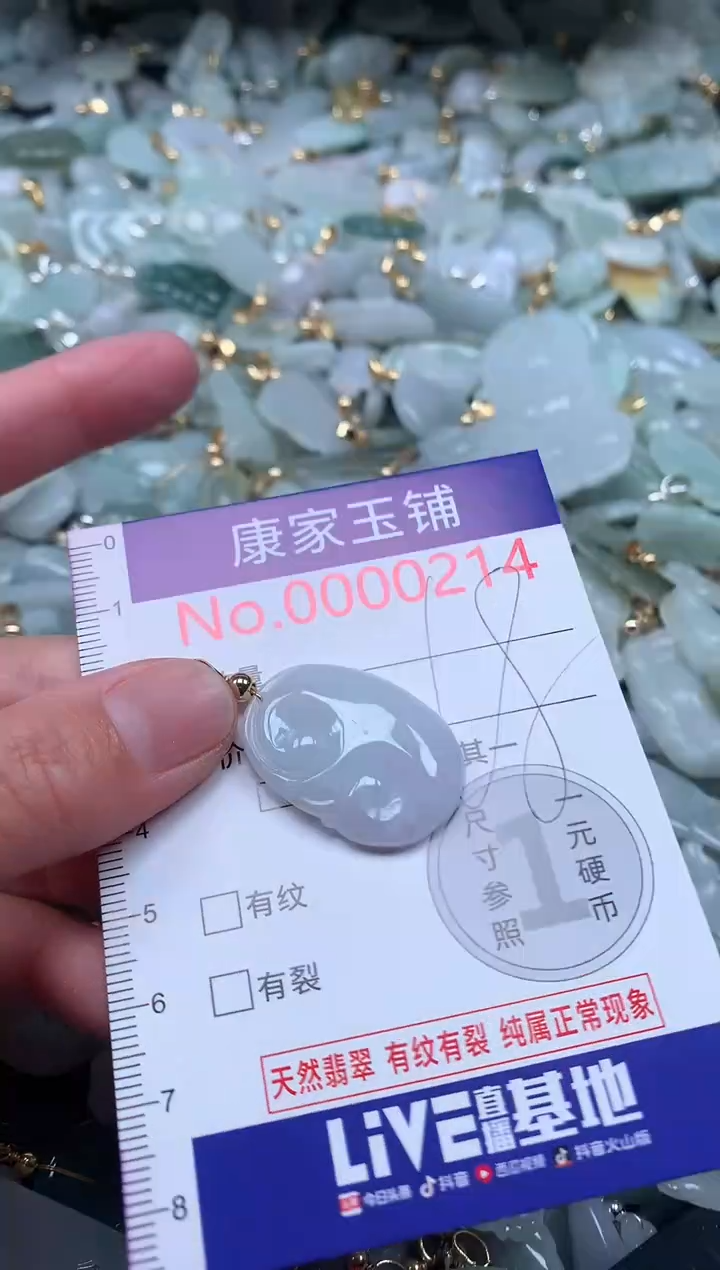 康家玉铺
No.0000214
0
1
其一
4
一元硬币
尺寸参照
1
5
有纹
6
有裂
天然翡翠 有纹有裂 纯属正常现象
7
LiVE直播基地
8
今日头条 抖音 西瓜视频 抖音火山版